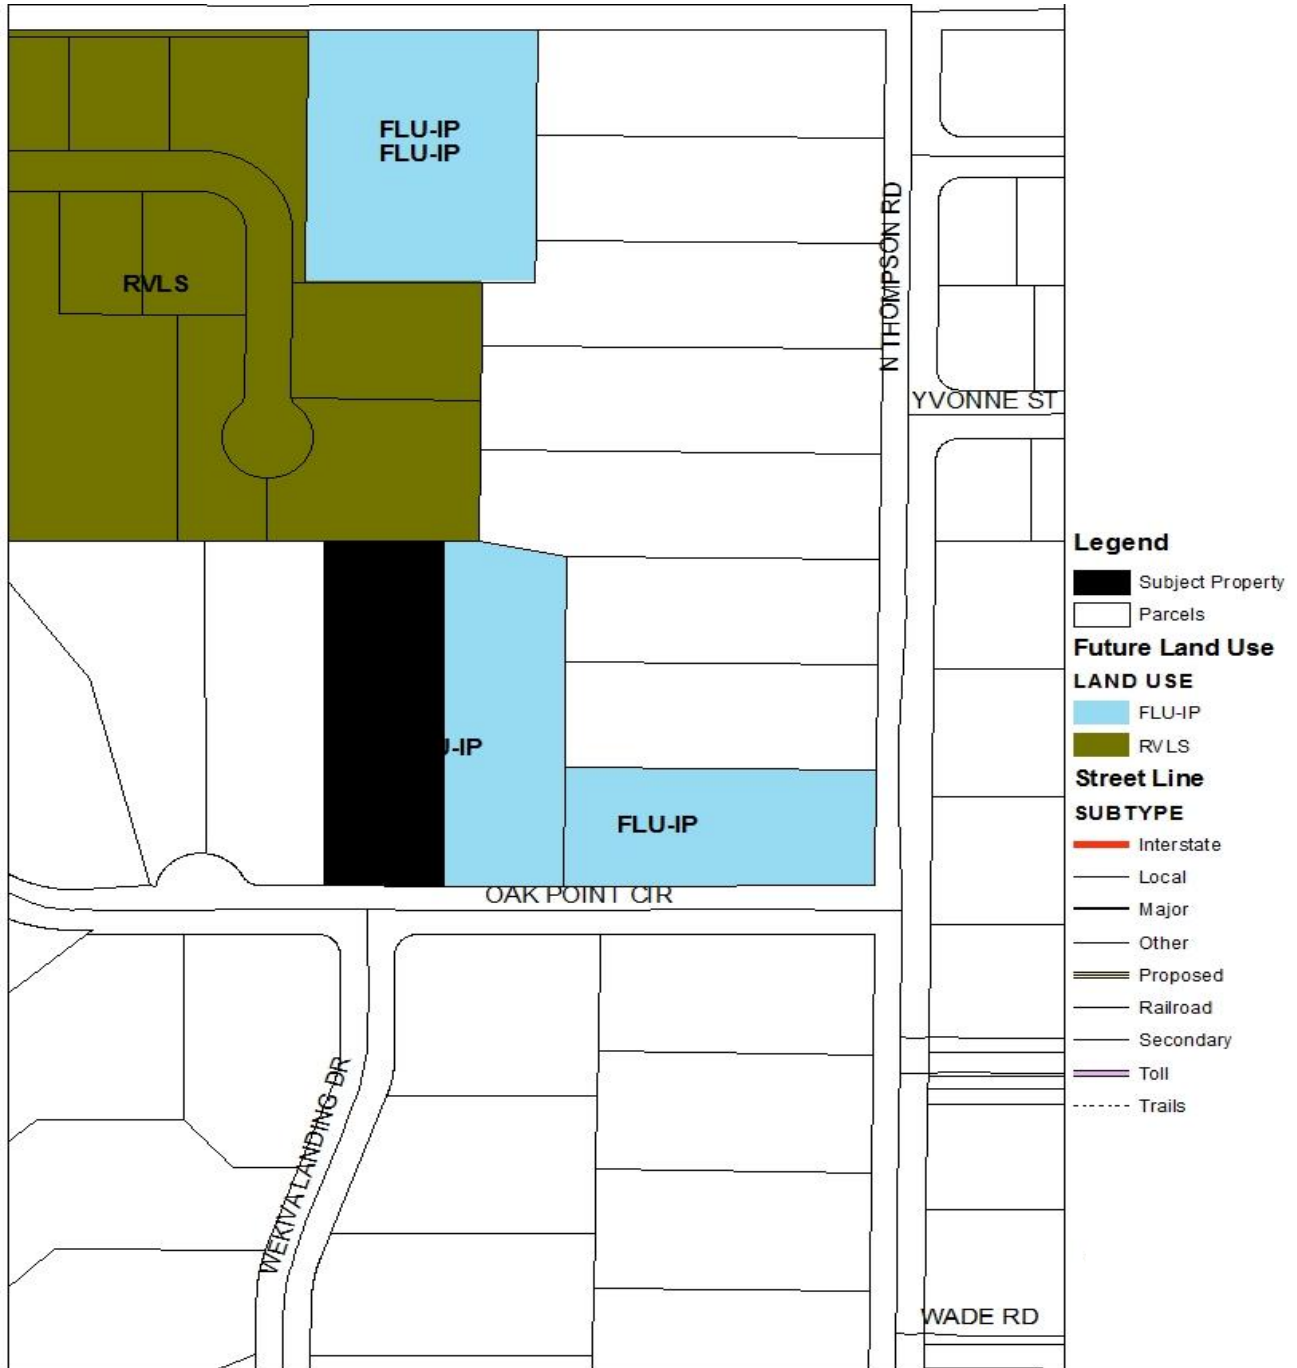 FLU-IP
FLU-IP
N THOMPSON RD
RVLS
YVONNE ST
Legend
Subject Property
Parcels
Future Land Use
LAND USE
FLU-IP
RVLS
Street Line
SUBTYPE
Interstate
Local
Major
Other
Proposed
Railroad
Secondary
Toll
Trails
U-IP
FLU-IP
OAK POINT CIR
WEKIVA LANDING DR
WADE RD